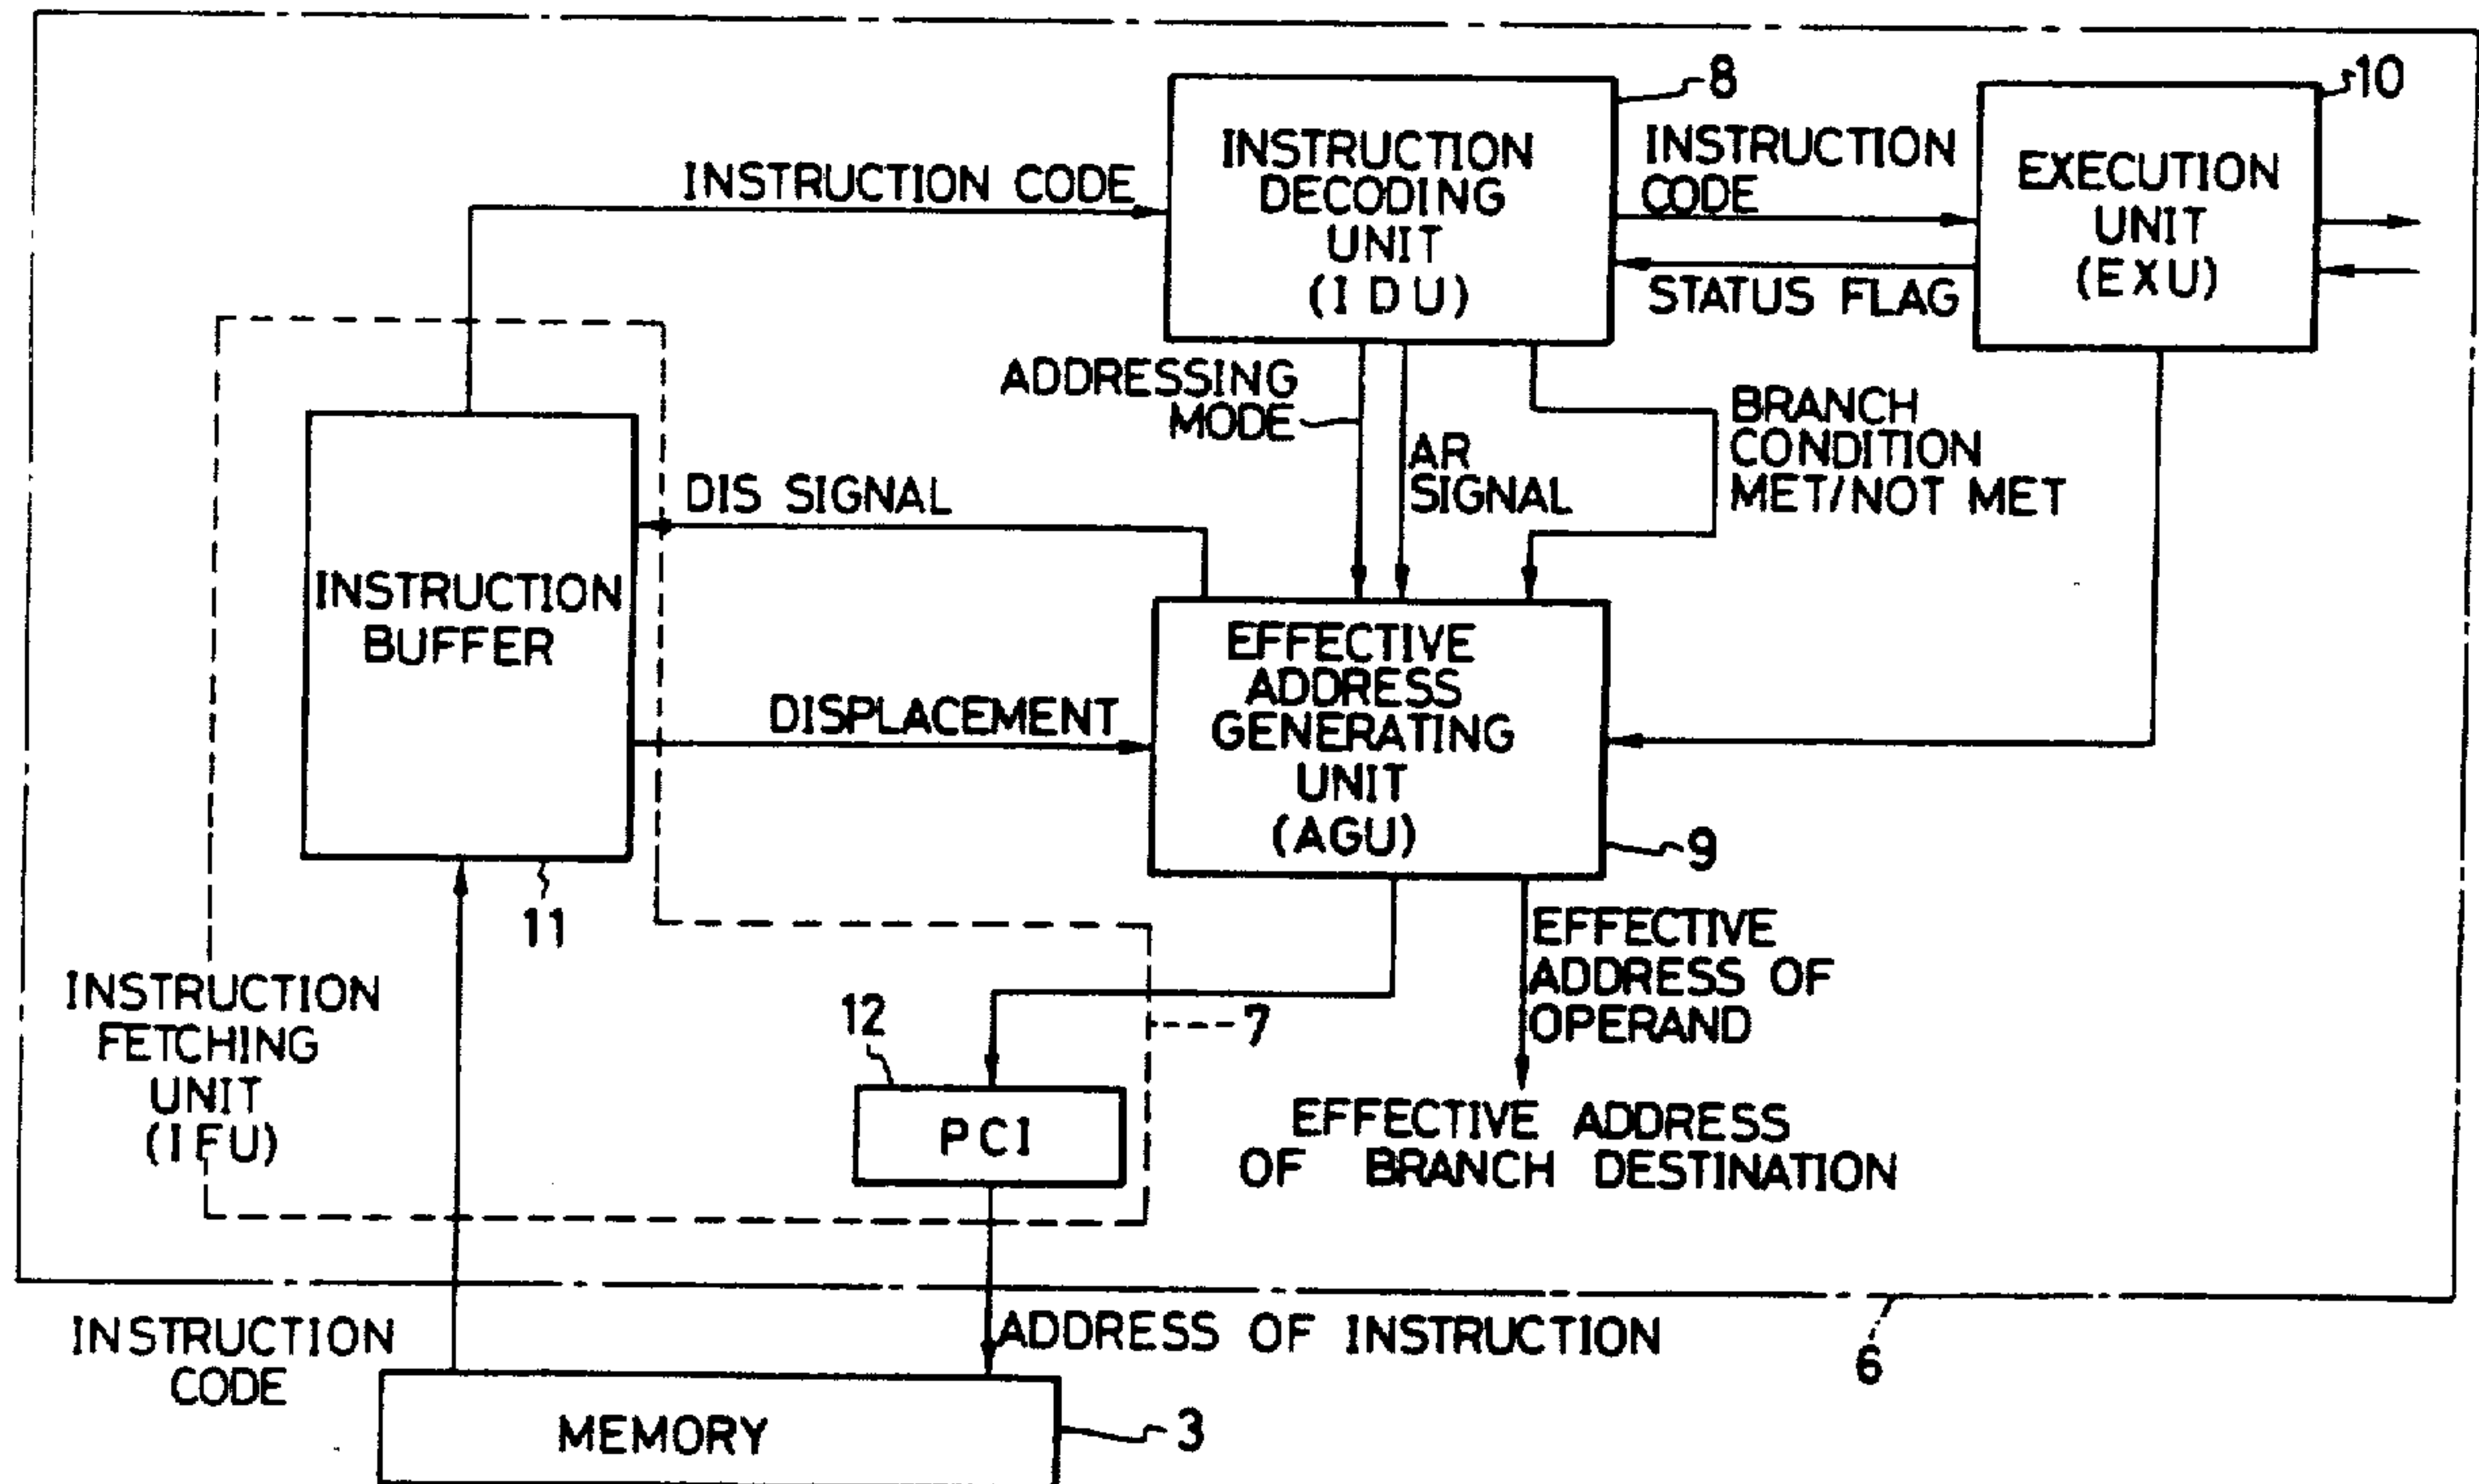 8
10
INSTRUCTION CODE
INSTRUCTION
DECODING
UNIT
(IDU)
INSTRUCTION
CODE
STATUS FLAG
EXECUTION
UNIT
(EXU)
ADDRESSING
MODE
AR
SIGNAL
BRANCH
CONDITION
MET/NOT MET
DIS SIGNAL
INSTRUCTION
BUFFER
DISPLACEMENT
EFFECTIVE
ADDRESS
GENERATING
UNIT
(AGU)
9
11
INSTRUCTION
FETCHING
UNIT
(IFU)
12
7
PCI
EFFECTIVE
ADDRESS OF
OPERAND
EFFECTIVE ADDRESS
OF BRANCH DESTINATION
INSTRUCTION
CODE
ADDRESS OF INSTRUCTION
6
MEMORY
3